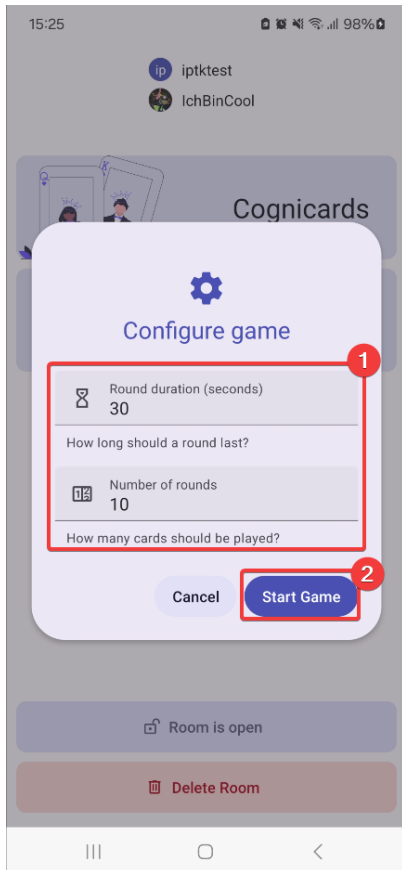 15:25
98%
ip iptktest
IchBinCool
Cognicards
Configure game
1
Round duration (seconds)
30
How long should a round last?
Number of rounds
10
How many cards should be played?
2
Cancel
Start Game
Room is open
Delete Room